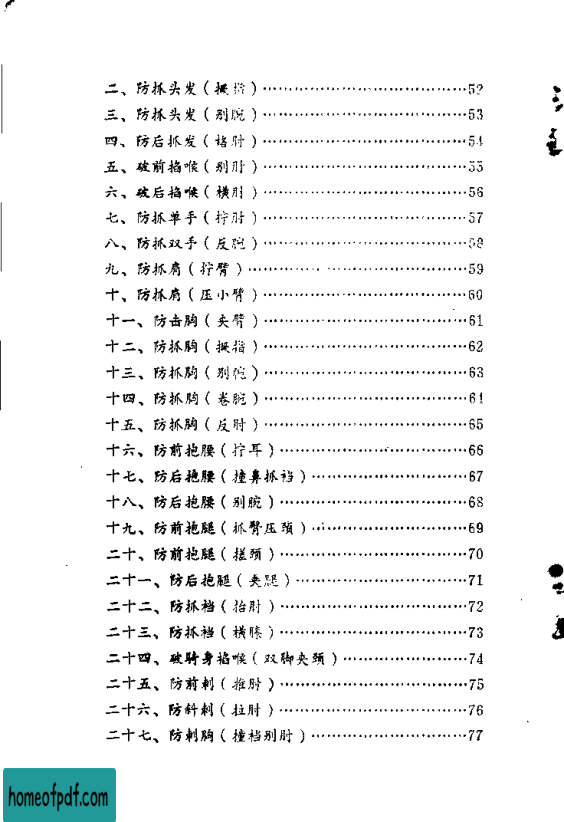 二、防抓头发（搌指）…………………………………52
三、防抓头发（别腕）…………………………………53
四、防后抓发（掎肘）…………………………………54
五、破前掐喉（别肘）…………………………………55
六、破后掐喉（横肘）…………………………………56
七、防抓单手（拧肘）…………………………………57
八、防抓双手（反腕）…………………………………58
九、防抓肩（拧臂）……………………………………59
十、防抓肩（压小臂）…………………………………60
十一、防击胸（夹臂）…………………………………61
十二、防抓胸（搌指）…………………………………62
十三、防抓胸（别腕）…………………………………63
十四、防抓胸（卷腕）…………………………………64
十五、防抓胸（反肘）…………………………………65
十六、防前抱腰（拧耳）………………………………66
十七、防后抱腰（撞鼻抓裆）…………………………67
十八、防后抱腰（别腕）………………………………68
十九、防前抱腿（抓臂压颈）…………………………69
二十、防前抱腿（搓颈）………………………………70
二十一、防后抱腿（夹腿）……………………………71
二十二、防抓裆（抬肘）………………………………72
二十三、防抓裆（横膝）………………………………73
二十四、破骑身掐喉（双脚夹颈）……………………74
二十五、防前刺（推肘）………………………………75
二十六、防斜刺（拉肘）………………………………76
二十七、防刺胸（撞裆别肘）…………………………77
homeofpdf.com